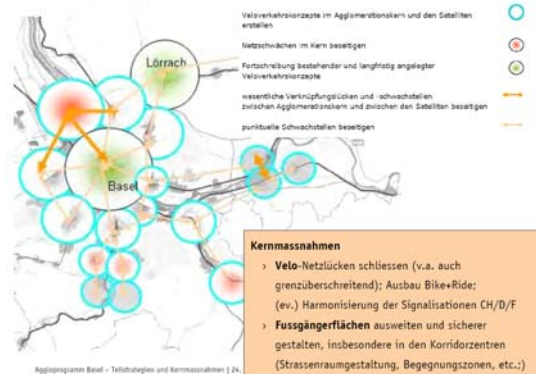 Veloverkehrskonzepte im Agglomerationskern und den Satelliten
erstellen
Netzschwächen im Kern beseitigen
Fortschreibung bestehender und langfristig angelegter
Veloverkehrskonzepte
wesentliche Verknüpfungslücken und -schwachstellen
zwischen Agglomerationskern und zwischen den Satelliten beseitigen
punktuelle Schwachstellen beseitigen
Lörrach
Basel
Kernmassnahmen
› Velo-Netzlücken schliessen (v.a. auch
grenzüberschreitend); Ausbau Bike+Ride;
(ev.) Harmonisierung der Signalisationen CH/D/F
› Fussgängerflächen ausweiten und sicherer
gestalten, insbesondere in den Korridorzentren
(Strassenraumgestaltung, Begegnungszonen, etc.;)
Aggloprogramm Basel – Teilstrategien und Kernmassnahmen | 24.